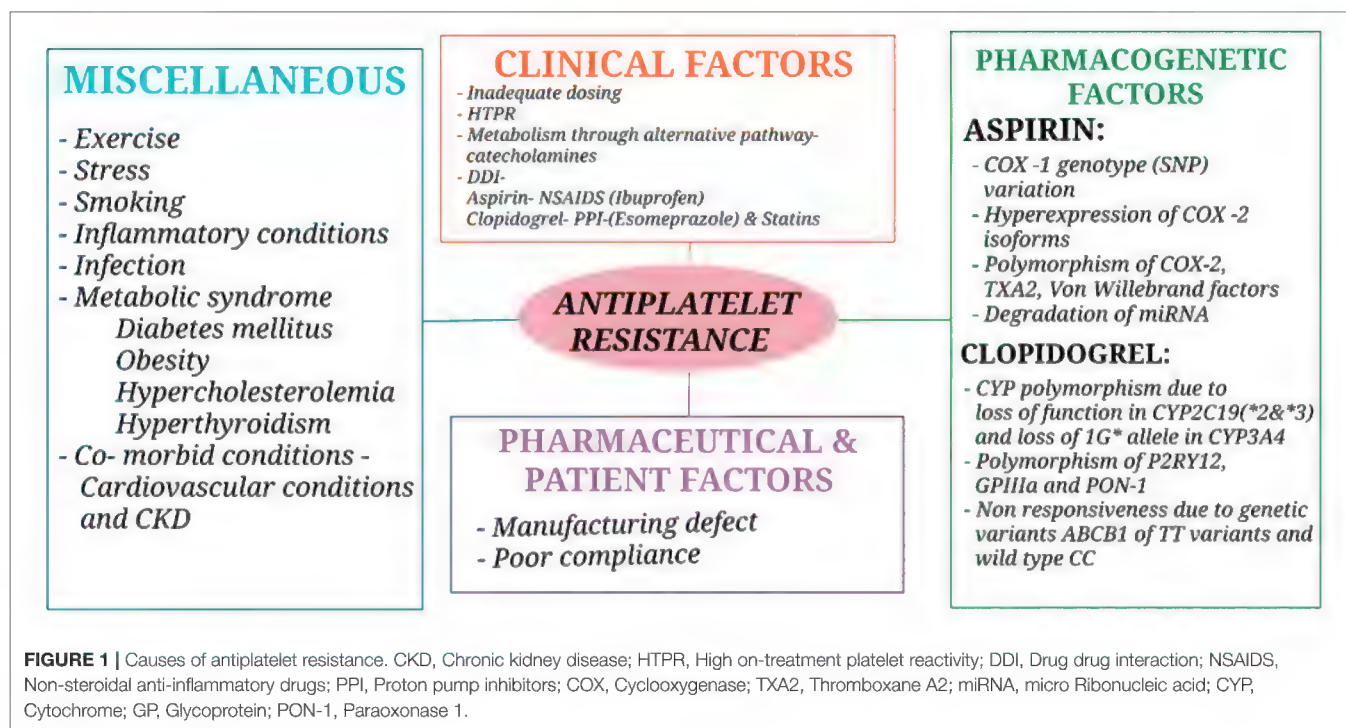 MISCELLANEOUS
- Exercise
- Stress
- Smoking
- Inflammatory conditions
- Infection
- Metabolic syndrome
Diabetes mellitus
Obesity
Hypercholesterolemia
Hyperthyroidism
- Co- morbid conditions -
Cardiovascular conditions
and CKD
CLINICAL FACTORS
- Inadequate dosing
- HTPR
- Metabolism through alternative pathway-
catecholamines
- DDI-
Aspirin- NSAIDS (Ibuprofen)
Clopidogrel- PPI-(Esomeprazole) & Statins
ANTIPLATELET
RESISTANCE
PHARMACEUTICAL &
PATIENT FACTORS
- Manufacturing defect
- Poor compliance
PHARMACOGENETIC
FACTORS
ASPIRIN:
- COX -1 genotype (SNP)
variation
- Hyperexpression of COX -2
isoforms
- Polymorphism of COX-2,
TXA2, Von Willebrand factors
- Degradation of miRNA
CLOPIDOGREL:
- CYP polymorphism due to
loss of function in CYP2C19(*2&*3)
and loss of 1G* allele in CYP3A4
- Polymorphism of P2RY12,
GPIIIa and PON-1
- Non responsiveness due to genetic
variants ABCB1 of TT variants and
wild type CC
FIGURE 1 | Causes of antiplatelet resistance. CKD, Chronic kidney disease; HTPR, High on-treatment platelet reactivity; DDI, Drug drug interaction; NSAIDS,
Non-steroidal anti-inflammatory drugs; PPI, Proton pump inhibitors; COX, Cyclooxygenase; TXA2, Thromboxane A2; miRNA, micro Ribonucleic acid; CYP,
Cytochrome; GP, Glycoprotein; PON-1, Paraoxonase 1.